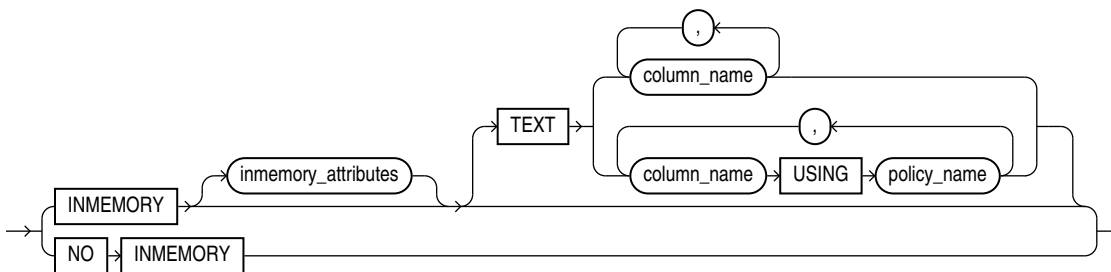 ,
column_name
TEXT
,
column_name USING policy_name
inmemory_attributes
INMEMORY
NO INMEMORY